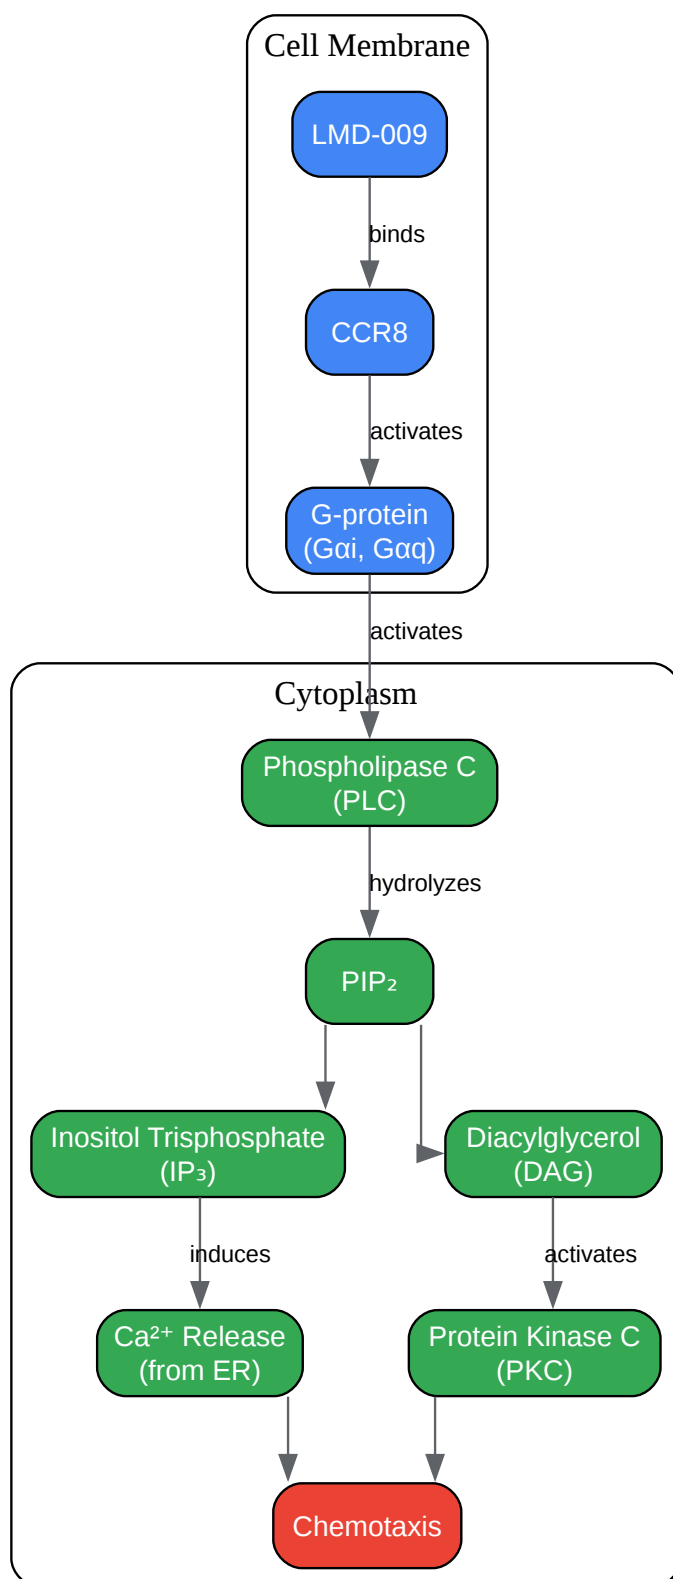 Cell Membrane
LMD-009
binds
CCR8
activates
G-protein
(Gαi, Gαq)
activates
Cytoplasm
Phospholipase C
(PLC)
hydrolyzes
PIP₂
Inositol Trisphosphate
(IP₃)
Diacylglycerol
(DAG)
induces
activates
Ca²⁺ Release
(from ER)
Protein Kinase C
(PKC)
Chemotaxis